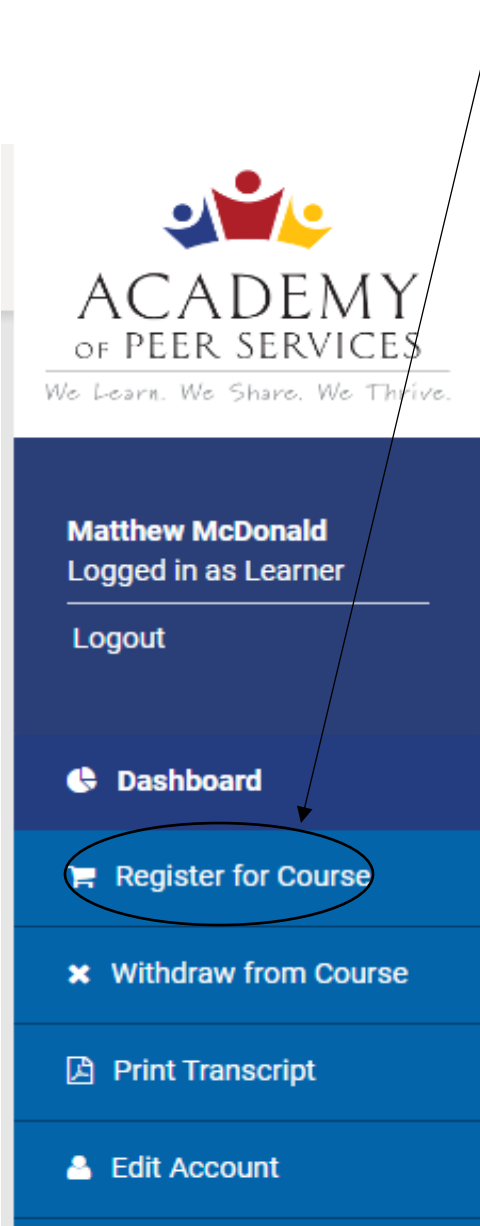 ACADEMY
OF PEER SERVICES
We Learn. We Share. We Thrive.
Matthew McDonald
Logged in as Learner
Logout
Dashboard
Register for Course
Withdraw from Course
Print Transcript
Edit Account